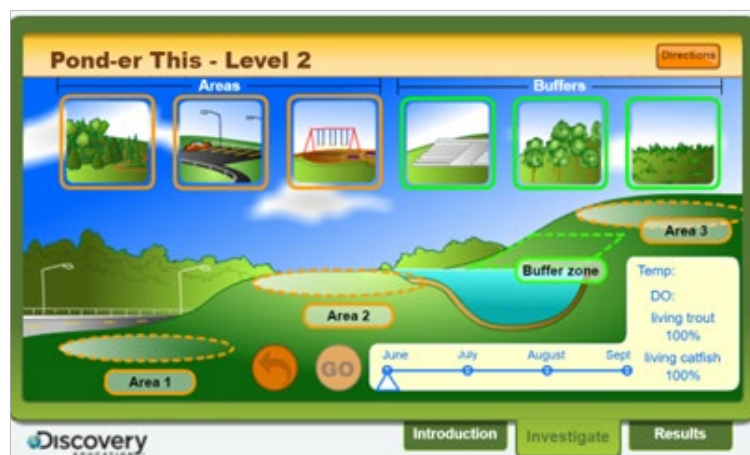 Pond-er This - Level 2
Directions
Areas
Buffers
Area 3
Buffer zone
Temp:
DO:
living trout
100%
living catfish
100%
Area 2
Area 1
GO
June
July
August
Sept
Discovery
EDUCATION
Introduction
Investigate
Results